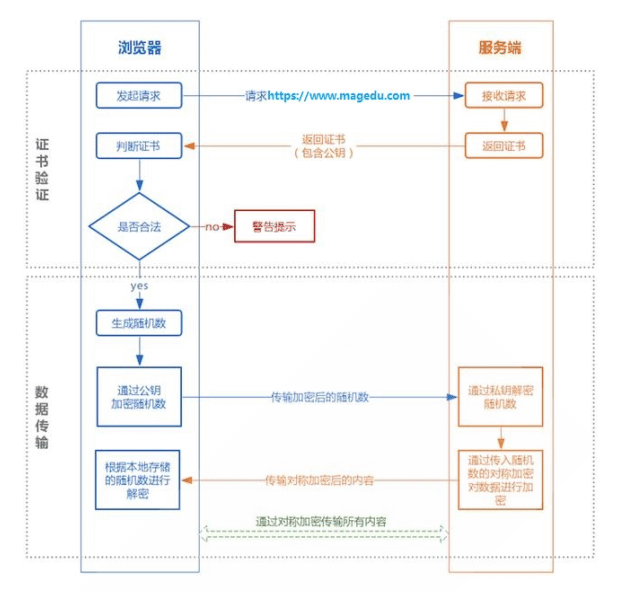 浏览器
服务端
发起请求
请求https://www.magedu.com
接收请求
证书验证
判断证书
返回证书
（包含公钥）
返回证书
是否合法
no
警告提示
yes
生成随机数
数据传输
通过公钥
加密随机数
传输加密后的随机数
通过私钥解密
随机数
根据本地存储
的随机数进行
解密
传输对称加密后的内容
通过传入随机
数的对称加密
对数据进行加
密
通过对称加密传输所有内容